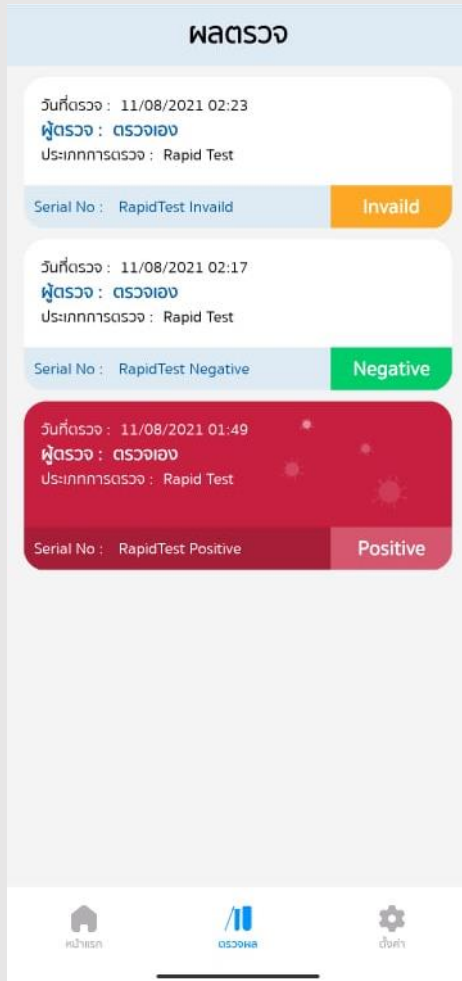 ผลตรวจ
วันที่ตรวจ : 11/08/2021 02:23
ผู้ตรวจ : ตรวจเอง
ประเภทการตรวจ : Rapid Test
Serial No : RapidTest Invaild Invaild
วันที่ตรวจ : 11/08/2021 02:17
ผู้ตรวจ : ตรวจเอง
ประเภทการตรวจ : Rapid Test
Serial No : RapidTest Negative Negative
วันที่ตรวจ : 11/08/2021 01:49
ผู้ตรวจ : ตรวจเอง
ประเภทการตรวจ : Rapid Test
Serial No : RapidTest Positive Positive
หน้าแรก ตรวจผล ตั้งค่า